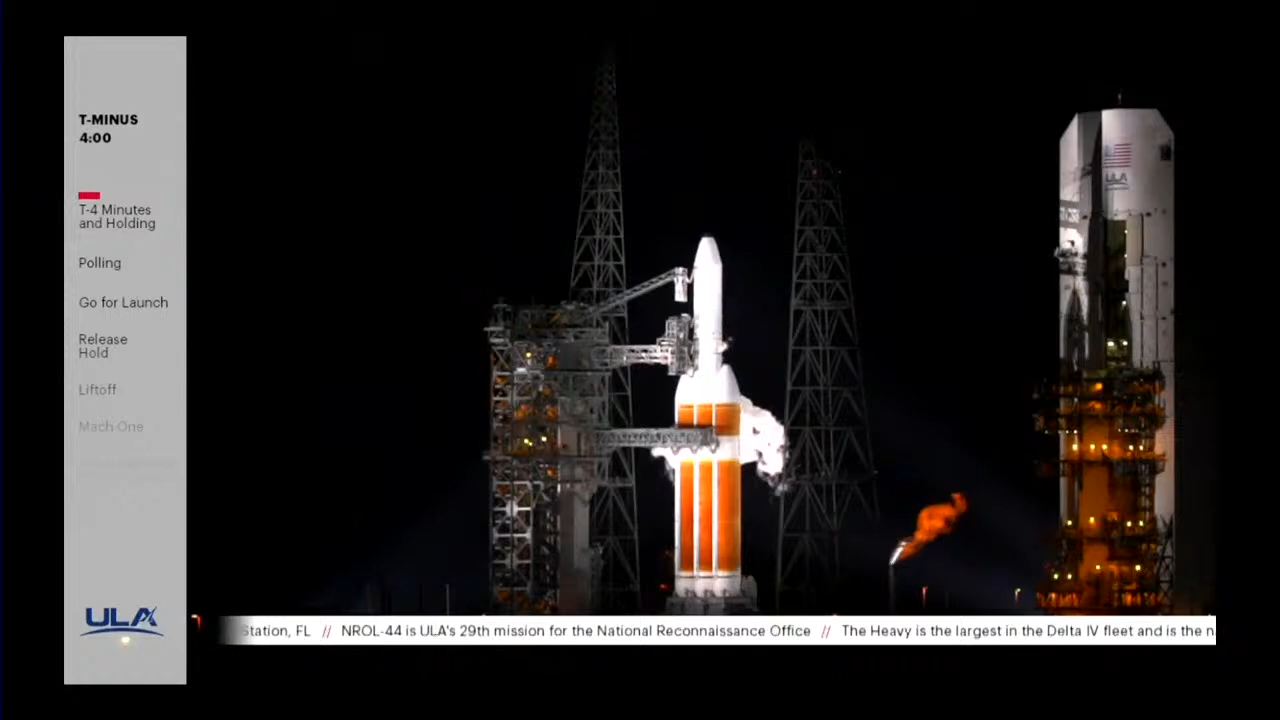 T-MINUS
4:00
T-4 Minutes
and Holding
Polling
Go for Launch
Release
Hold
Liftoff
Mach One
ULA
ULA
Station, FL // NROL-44 is ULA's 29th mission for the National Reconnaissance Office // The Heavy is the largest in the Delta IV fleet and is the